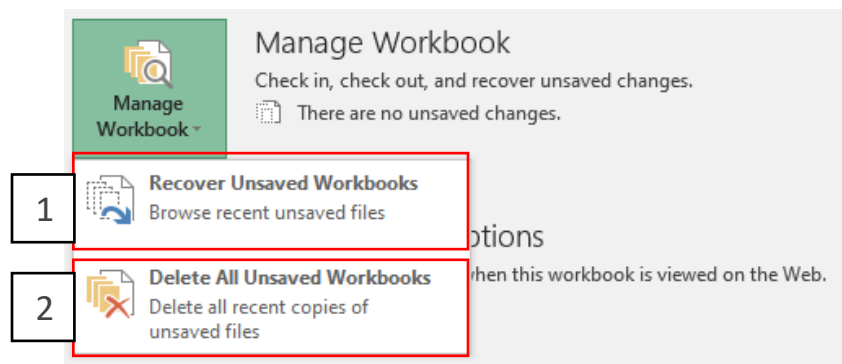 Manage
Workbook
Manage Workbook
Check in, check out, and recover unsaved changes.
There are no unsaved changes.
1
Recover Unsaved Workbooks
Browse recent unsaved files
2
Delete All Unsaved Workbooks
Delete all recent copies of
unsaved files
ptions
when this workbook is viewed on the Web.